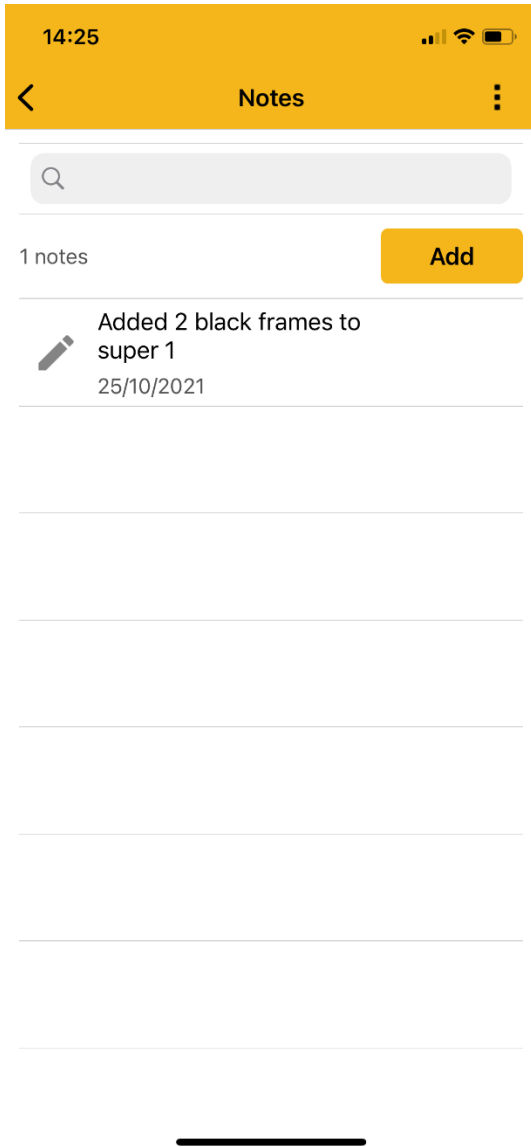 14:25
Notes
1 notes
Add
Added 2 black frames to
super 1
25/10/2021